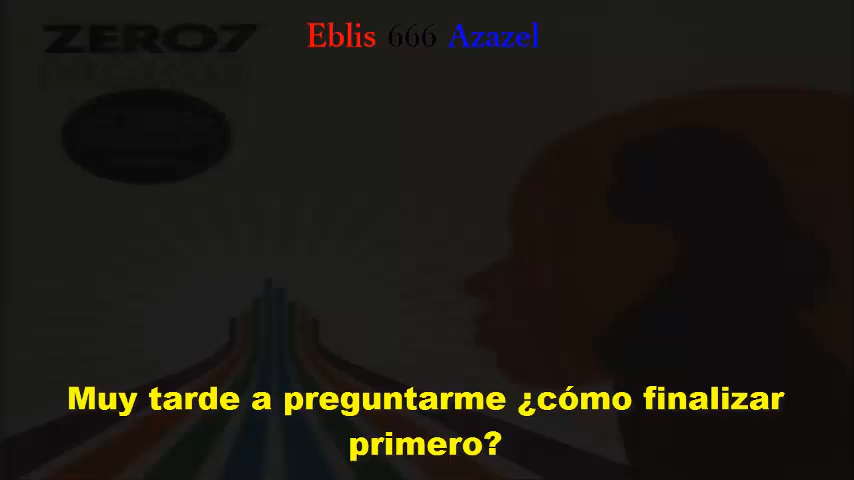 ZERO7
Eblis 666 Azazel
Muy tarde a preguntarme ¿cómo finalizar
primero?